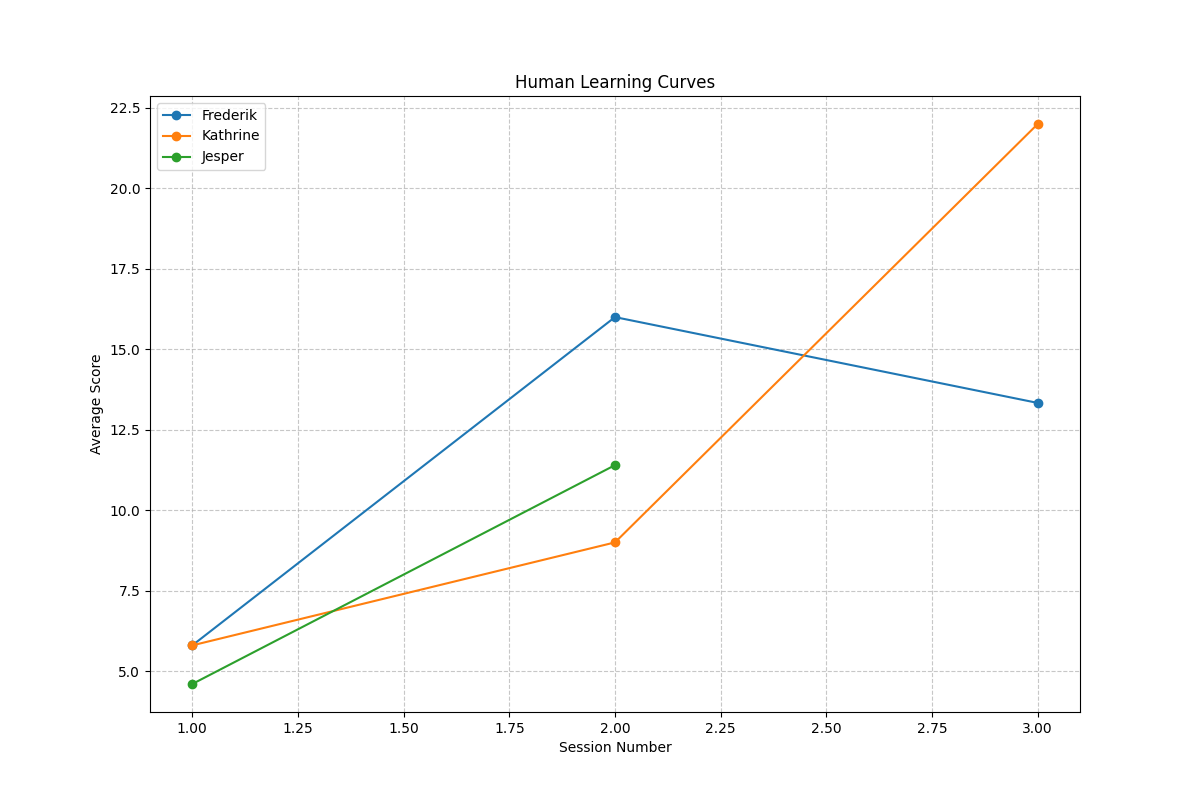 Human Learning Curves
Frederik
Kathrine
Jesper
22.5
20.0
17.5
15.0
12.5
10.0
7.5
5.0
Average Score
1.00 1.25 1.50 1.75 2.00 2.25 2.50 2.75 3.00
Session Number